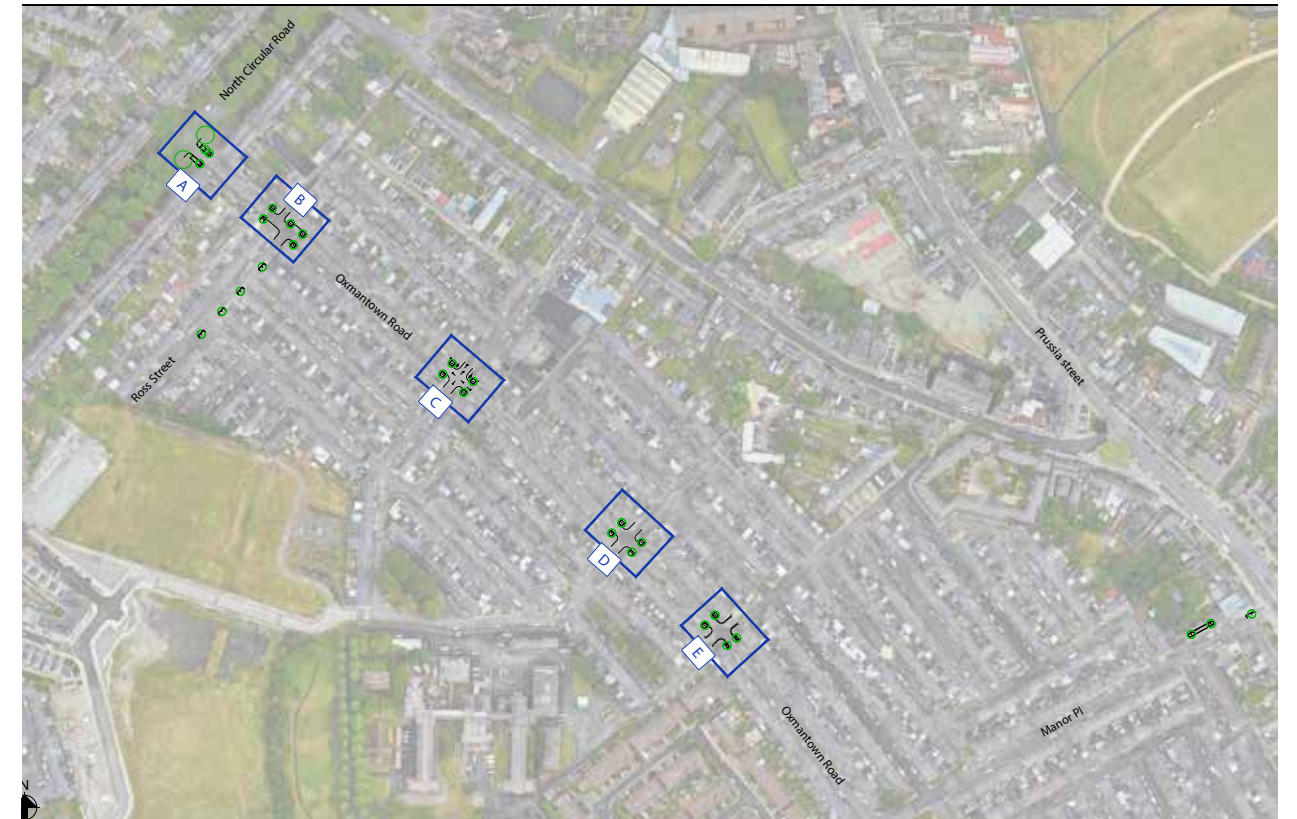 North Circular Road
A
B
Oxmantown Road
Ross Street
C
Prussia street
D
E
Oxmantown Road
Manor Pl
N